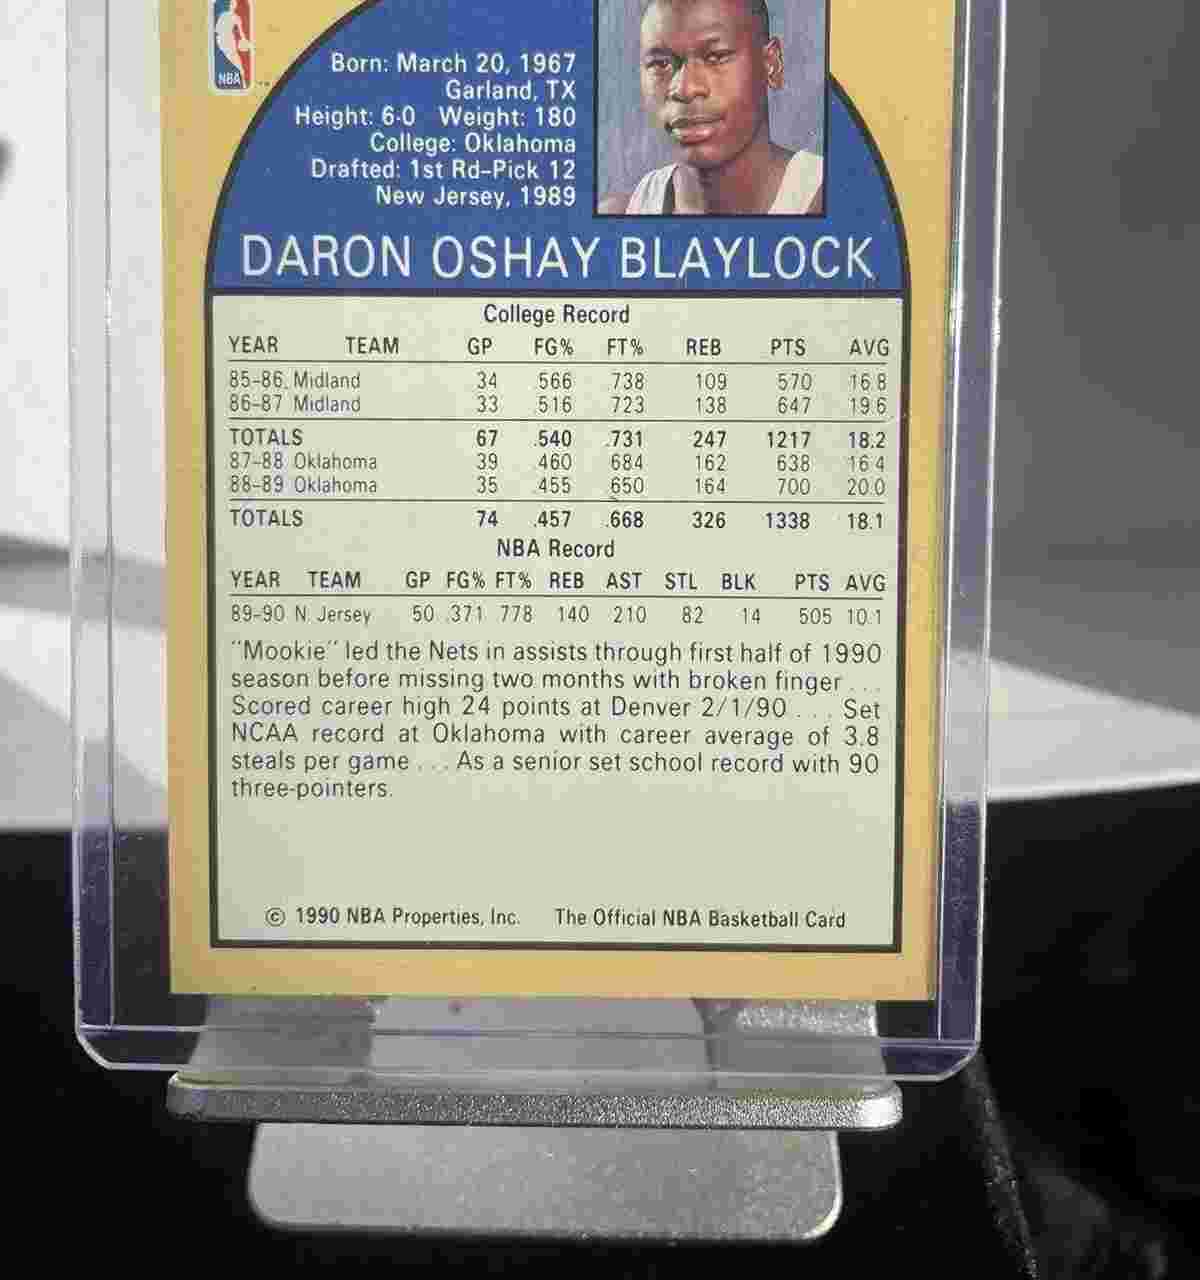 NBA
Born: March 20, 1967
Garland, TX
Height: 6-0 Weight: 180
College: Oklahoma
Drafted: 1st Rd-Pick 12
New Jersey, 1989
DARON OSHAY BLAYLOCK
College Record
YEAR TEAM GP FG% FT% REB PTS AVG
85-86 Midland 34 .566 .738 109 570 16.8
86-87 Midland 33 .516 .723 138 647 19.6
TOTALS 67 .540 .731 247 1217 18.2
87-88 Oklahoma 39 .460 .684 162 638 16.4
88-89 Oklahoma 35 .455 .650 164 700 20.0
TOTALS 74 .457 .668 326 1338 18.1
NBA Record
YEAR TEAM GP FG% FT% REB AST STL BLK PTS AVG
89-90 N. Jersey 50 .371 .778 140 210 82 14 505 10.1
"Mookie" led the Nets in assists through first half of 1990
season before missing two months with broken finger . . .
Scored career high 24 points at Denver 2/1/90 . . . Set
NCAA record at Oklahoma with career average of 3.8
steals per game . . . As a senior set school record with 90
three-pointers.
© 1990 NBA Properties, Inc. The Official NBA Basketball Card